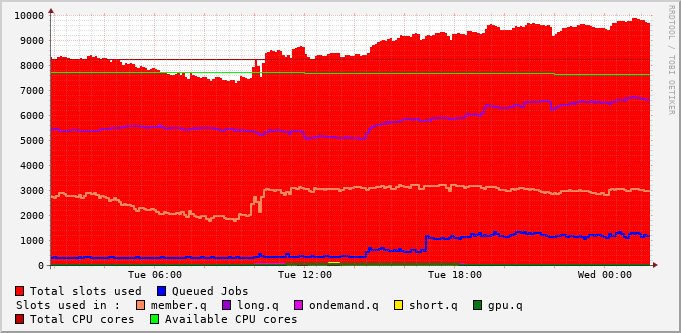 10000
9000
8000
7000
6000
5000
4000
3000
2000
1000
0
Tue 06:00 Tue 12:00 Tue 18:00 Wed 00:00
RRDTOOL / TOBI OETIKER
Total slots used Queued Jobs
Slots used in : member.q long.q ondemand.q short.q gpu.q
Total CPU cores Available CPU cores